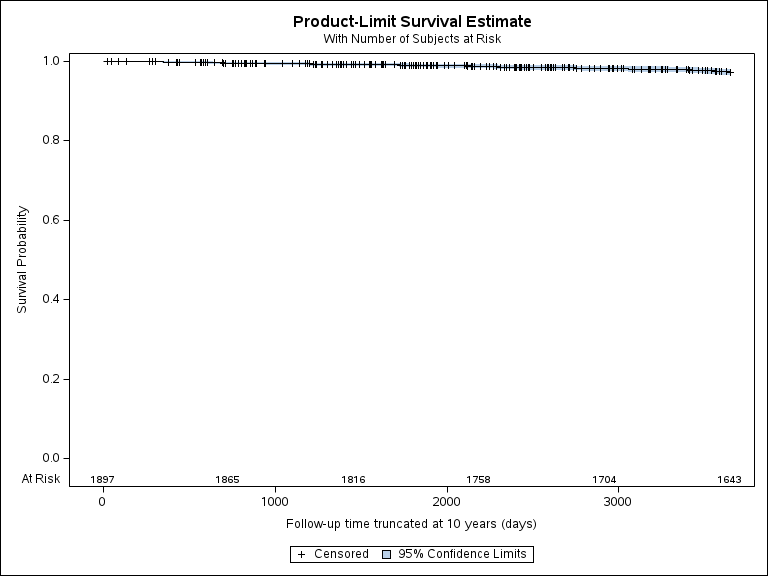 Product-Limit Survival Estimate
With Number of Subjects at Risk
1.0
0.8
0.6
0.4
0.2
0.0
Survival Probability
At Risk 1897 1865 1816 1758 1704 1643
0 1000 2000 3000
Follow-up time truncated at 10 years (days)
+ Censored 95% Confidence Limits